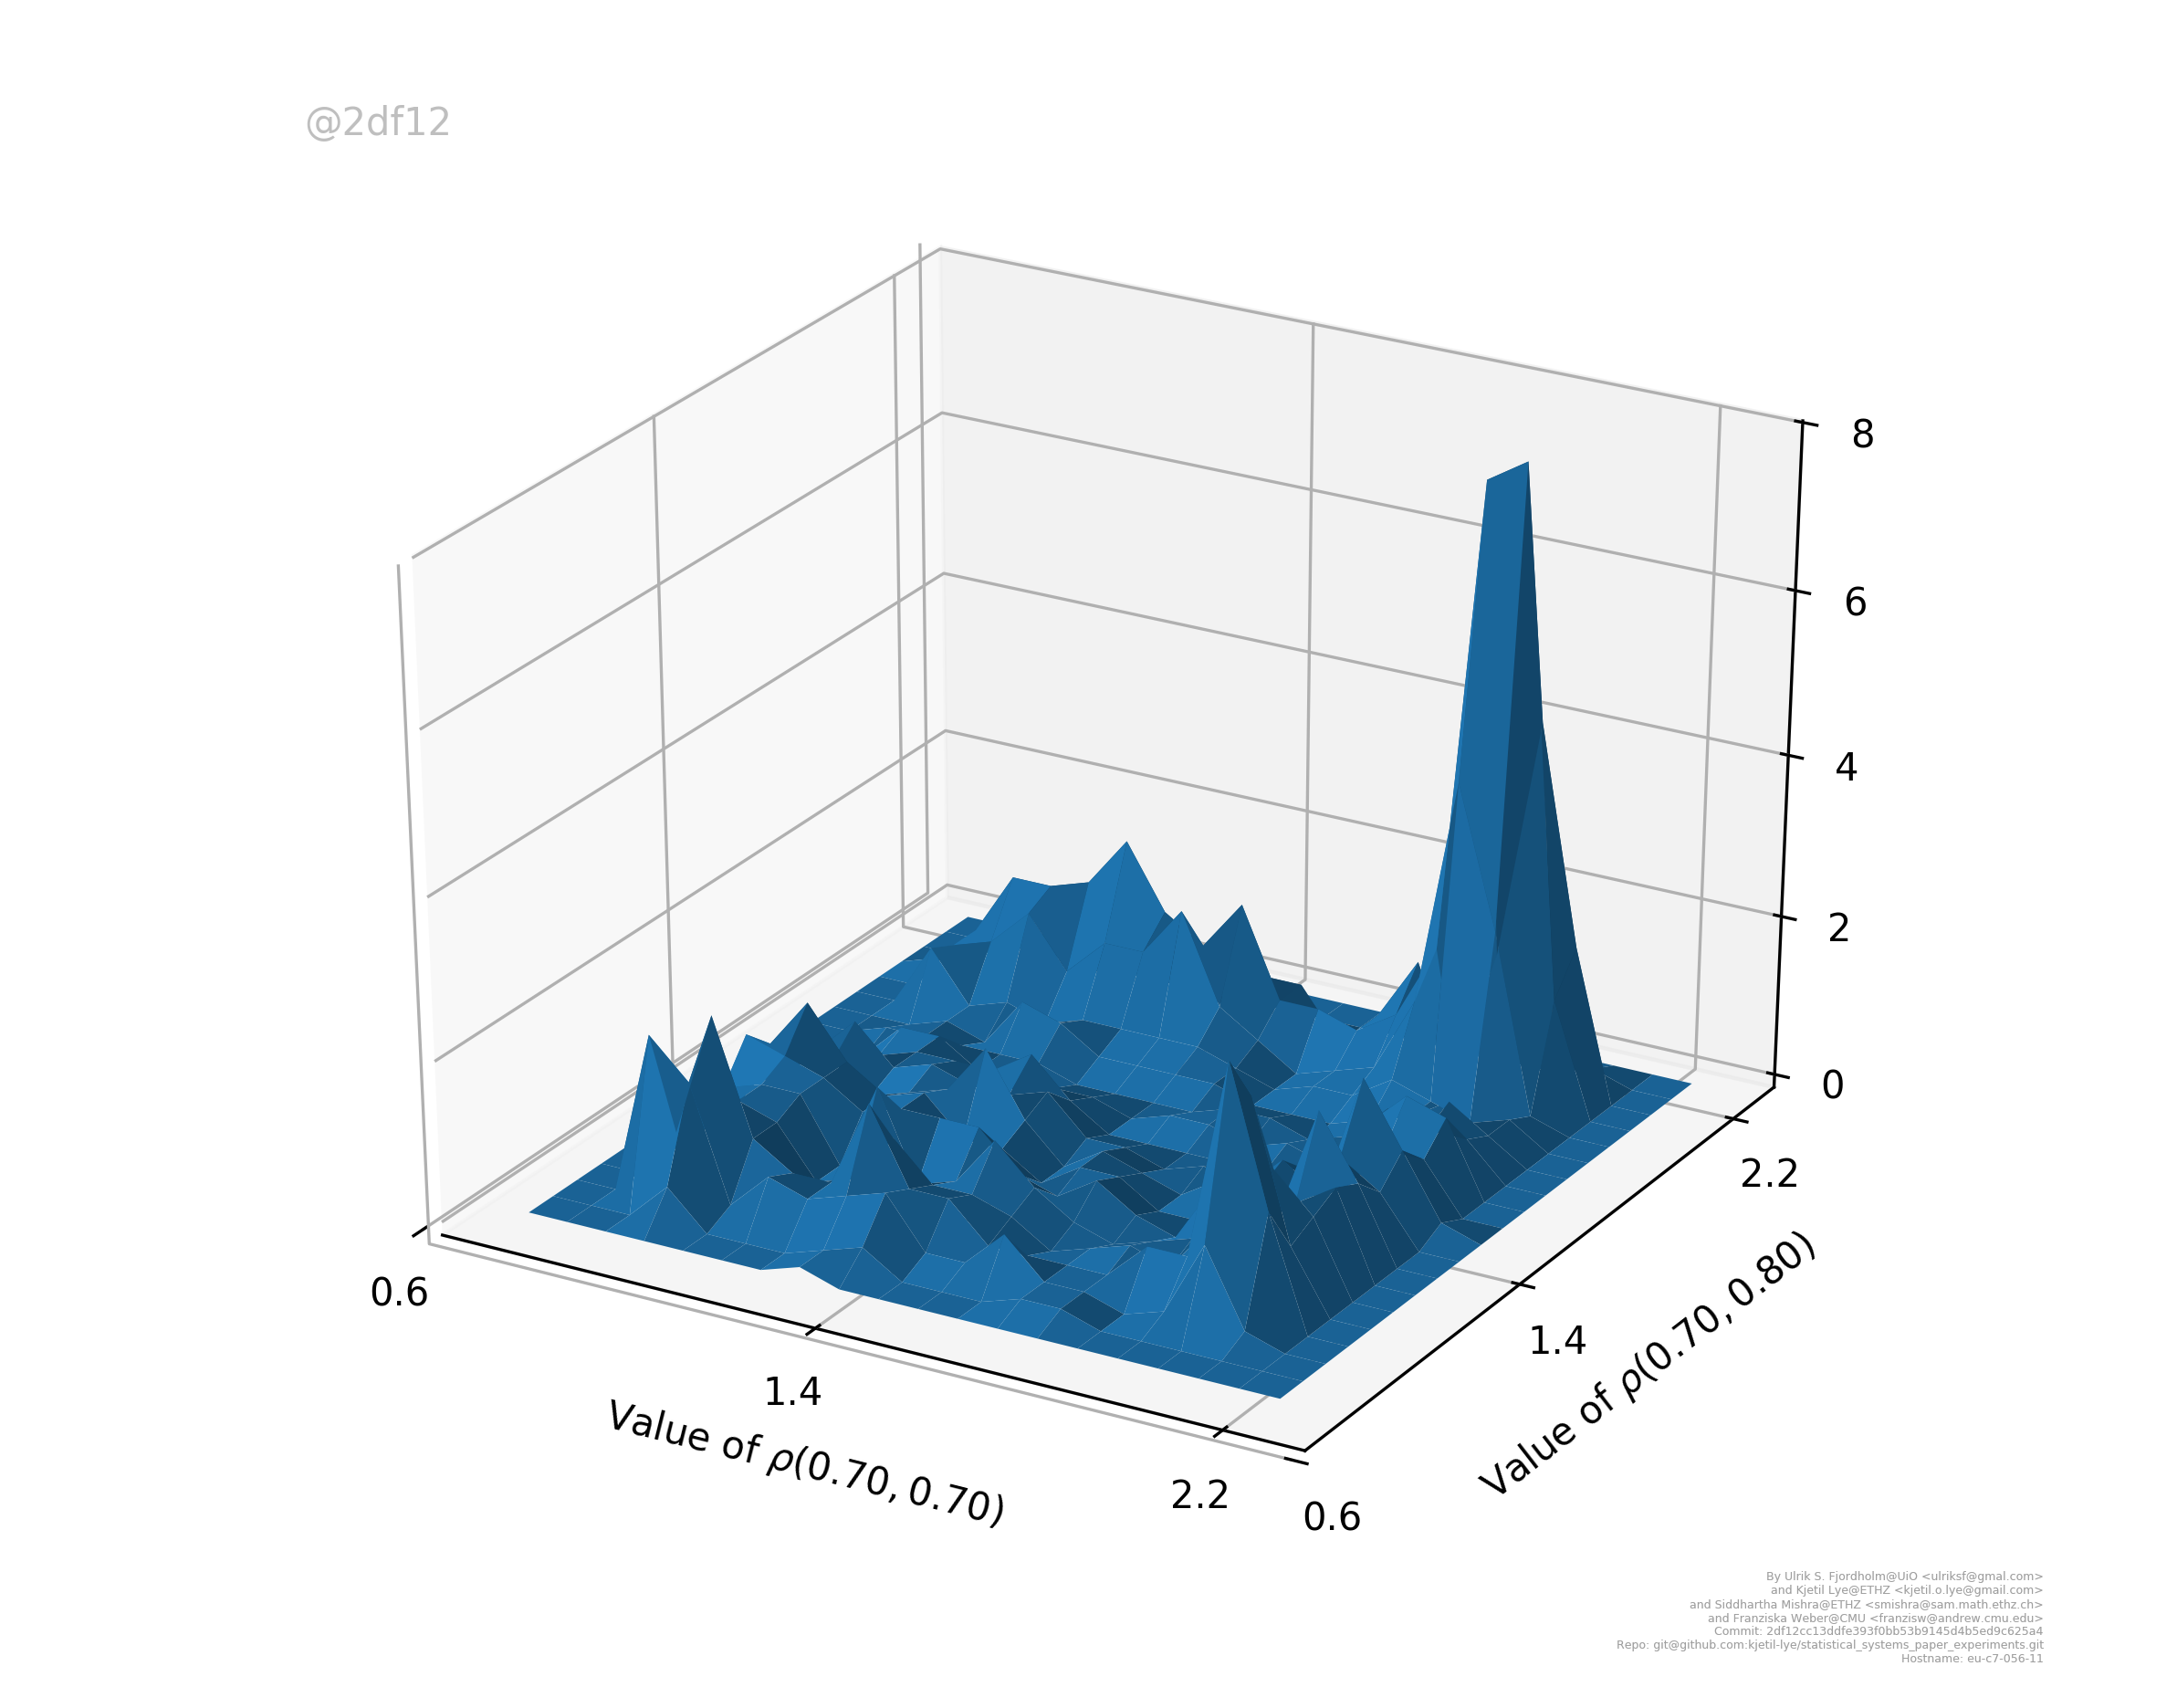 @2df12
8
6
4
2
0
2.2
1.4
0.6
Value of ρ(0.70, 0.80)
0.6
1.4
2.2
Value of ρ(0.70, 0.70)
By Ulrik S. Fjordholm@UiO <ulriksf@gmal.com>
and Kjetil Lye@ETHZ <kjetil.o.lye@gmail.com>
and Siddhartha Mishra@ETHZ <smishra@sam.math.ethz.ch>
and Franziska Weber@CMU <franzisw@andrew.cmu.edu>
Commit: 2df12cc13ddfe393f0bb53b9145d4b5ed9c625a4
Repo: git@github.com:kjetil-lye/statistical_systems_paper_experiments.git
Hostname: eu-c7-056-11